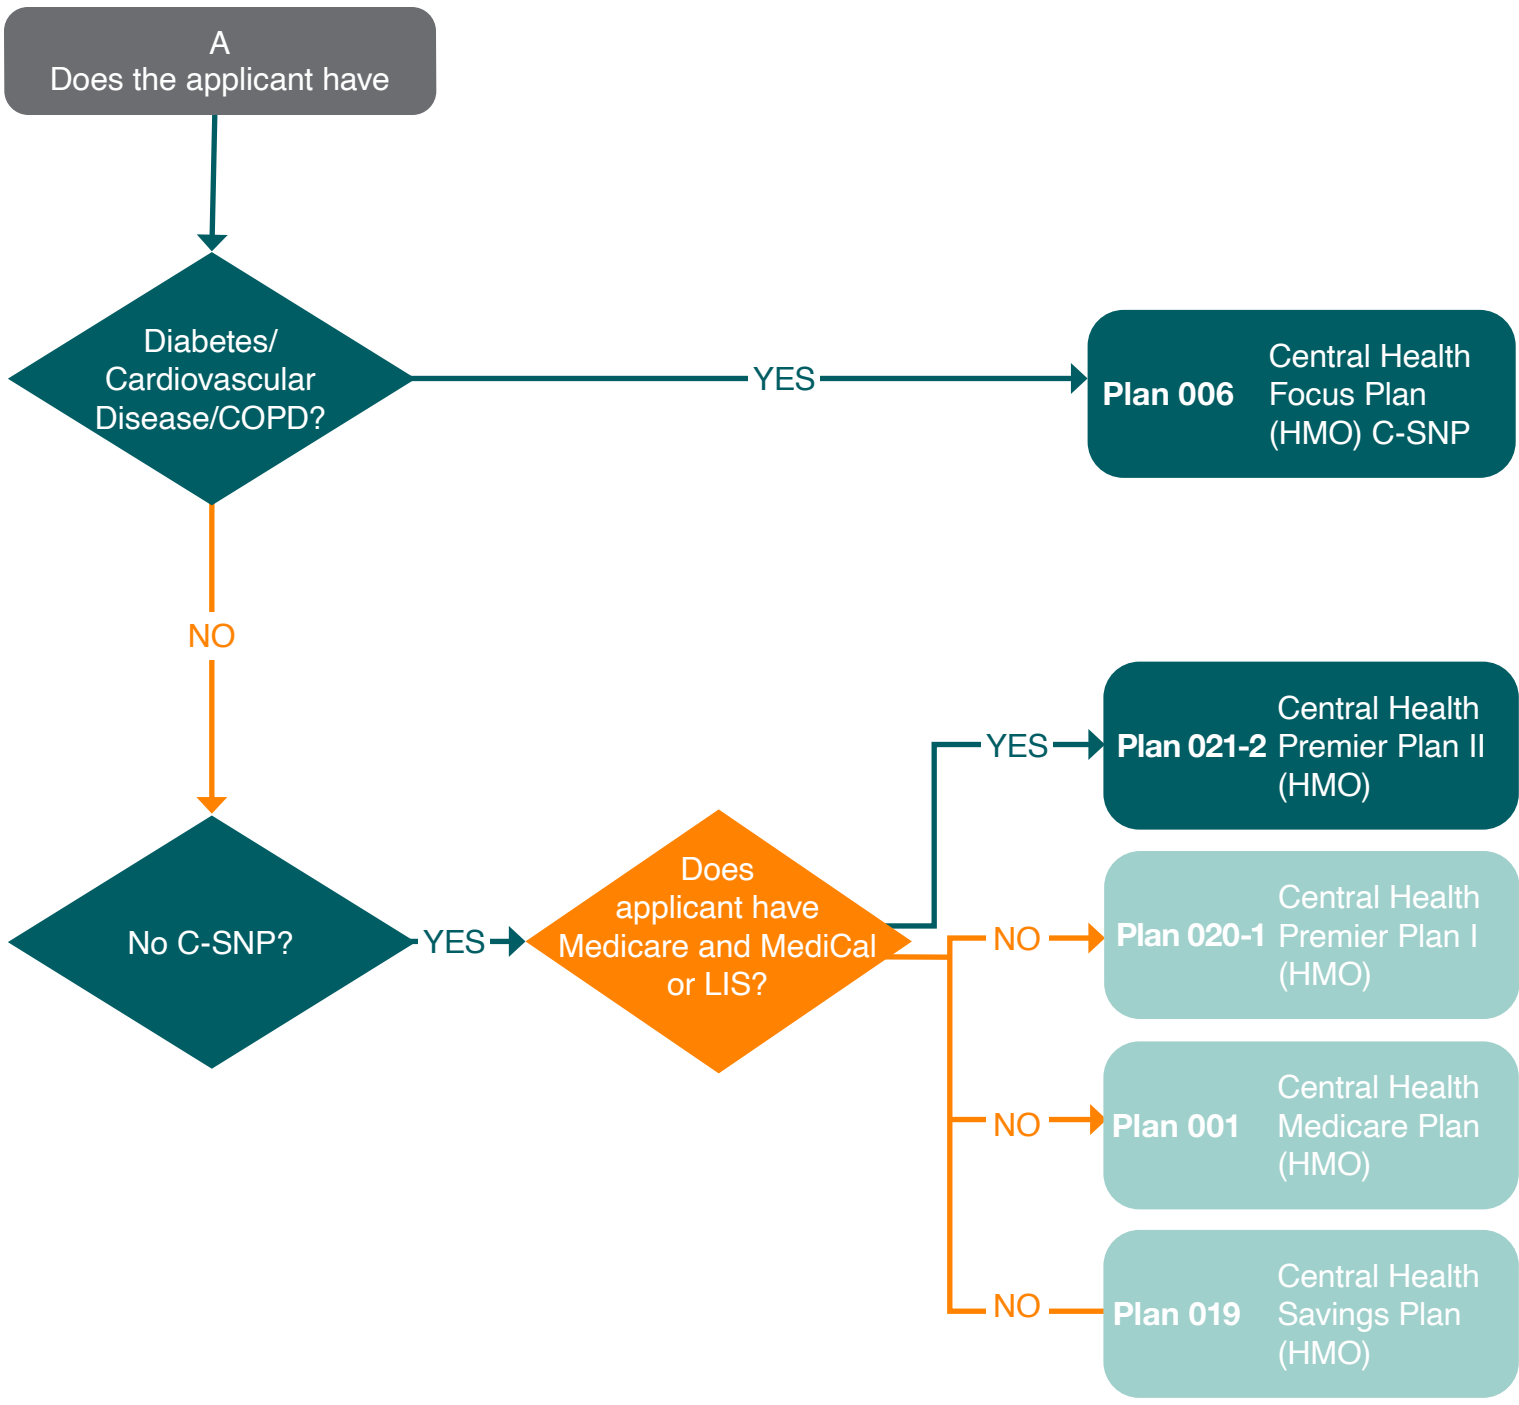 A
Does the applicant have
Diabetes/
Cardiovascular
Disease/COPD?
YES
Plan 006
Central Health
Focus Plan
(HMO) C-SNP
NO
No C-SNP?
YES
Does
applicant have
Medicare and MediCal
or LIS?
YES
Plan 021-2
Central Health
Premier Plan II
(HMO)
NO
Plan 020-1
Central Health
Premier Plan I
(HMO)
NO
Plan 001
Central Health
Medicare Plan
(HMO)
NO
Plan 019
Central Health
Savings Plan
(HMO)